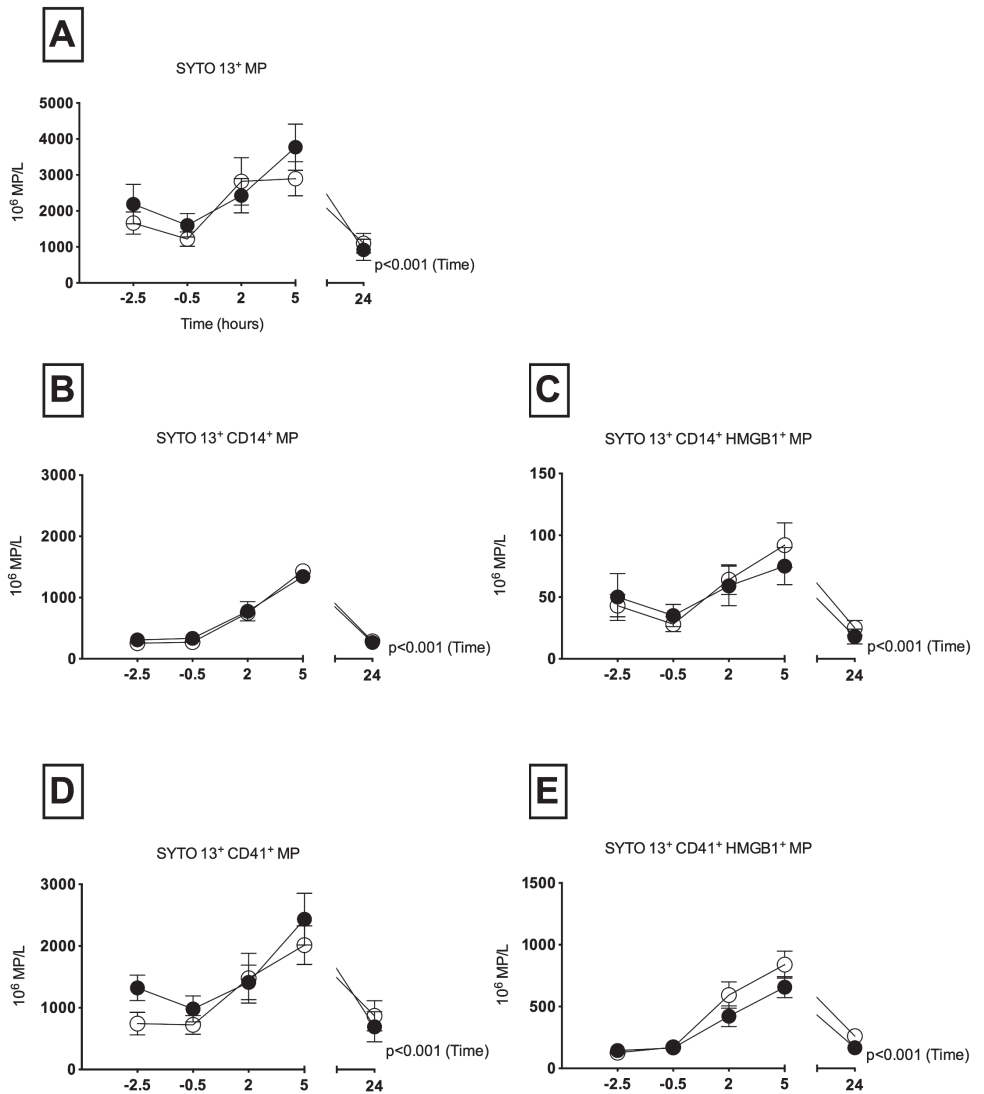 A
SYTO 13⁺ MP
5000
4000
3000
2000
1000
0
10⁶ MP/L
-2.5 -0.5 2 5 24
p<0.001 (Time)
Time (hours)
B
SYTO 13⁺ CD14⁺ MP
3000
2000
1000
0
10⁶ MP/L
-2.5 -0.5 2 5 24
p<0.001 (Time)
C
SYTO 13⁺ CD14⁺ HMGB1⁺ MP
150
100
50
0
10⁶ MP/L
-2.5 -0.5 2 5 24
p<0.001 (Time)
D
SYTO 13⁺ CD41⁺ MP
3000
2000
1000
0
10⁶ MP/L
-2.5 -0.5 2 5 24
p<0.001 (Time)
E
SYTO 13⁺ CD41⁺ HMGB1⁺ MP
1500
1000
500
0
10⁶ MP/L
-2.5 -0.5 2 5 24
p<0.001 (Time)